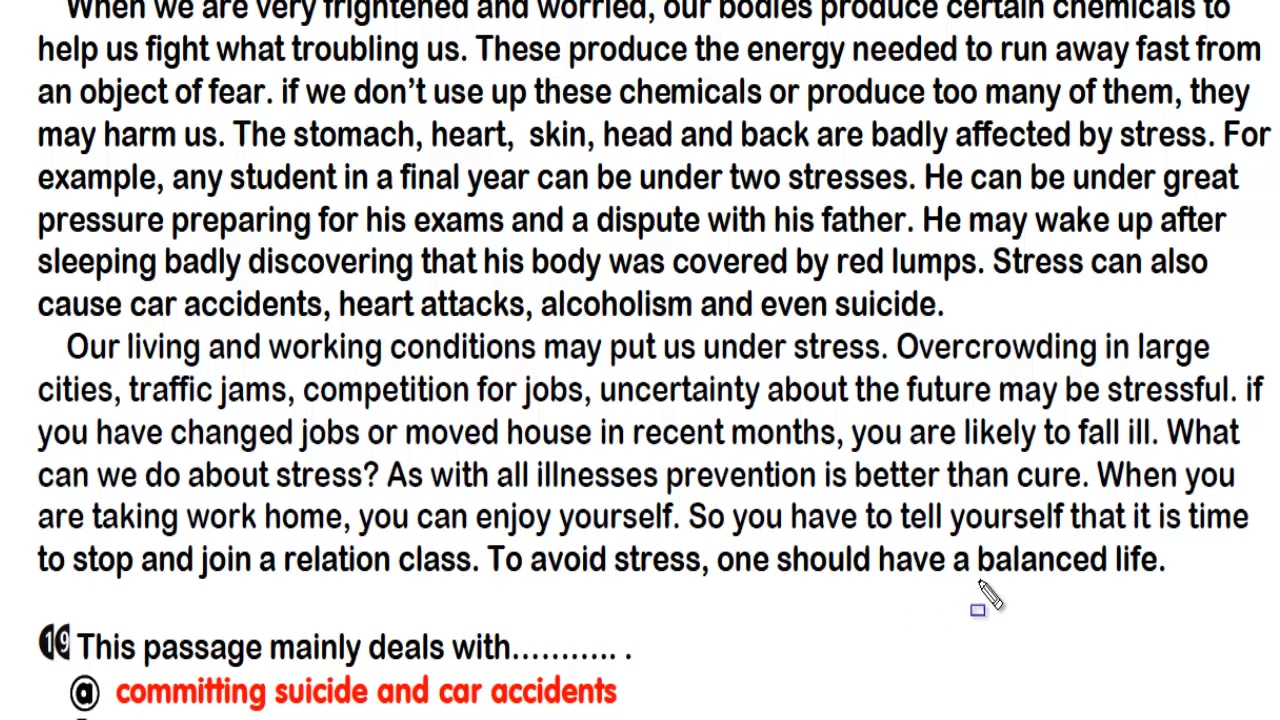 When we are very frightened and worried, our bodies produce certain chemicals to
help us fight what troubling us. These produce the energy needed to run away fast from
an object of fear. if we don't use up these chemicals or produce too many of them, they
may harm us. The stomach, heart, skin, head and back are badly affected by stress. For
example, any student in a final year can be under two stresses. He can be under great
pressure preparing for his exams and a dispute with his father. He may wake up after
sleeping badly discovering that his body was covered by red lumps. Stress can also
cause car accidents, heart attacks, alcoholism and even suicide.
Our living and working conditions may put us under stress. Overcrowding in large
cities, traffic jams, competition for jobs, uncertainty about the future may be stressful. if
you have changed jobs or moved house in recent months, you are likely to fall ill. What
can we do about stress? As with all illnesses prevention is better than cure. When you
are taking work home, you can enjoy yourself. So you have to tell yourself that it is time
to stop and join a relation class. To avoid stress, one should have a balanced life.
19 This passage mainly deals with........... .
a committing suicide and car accidents